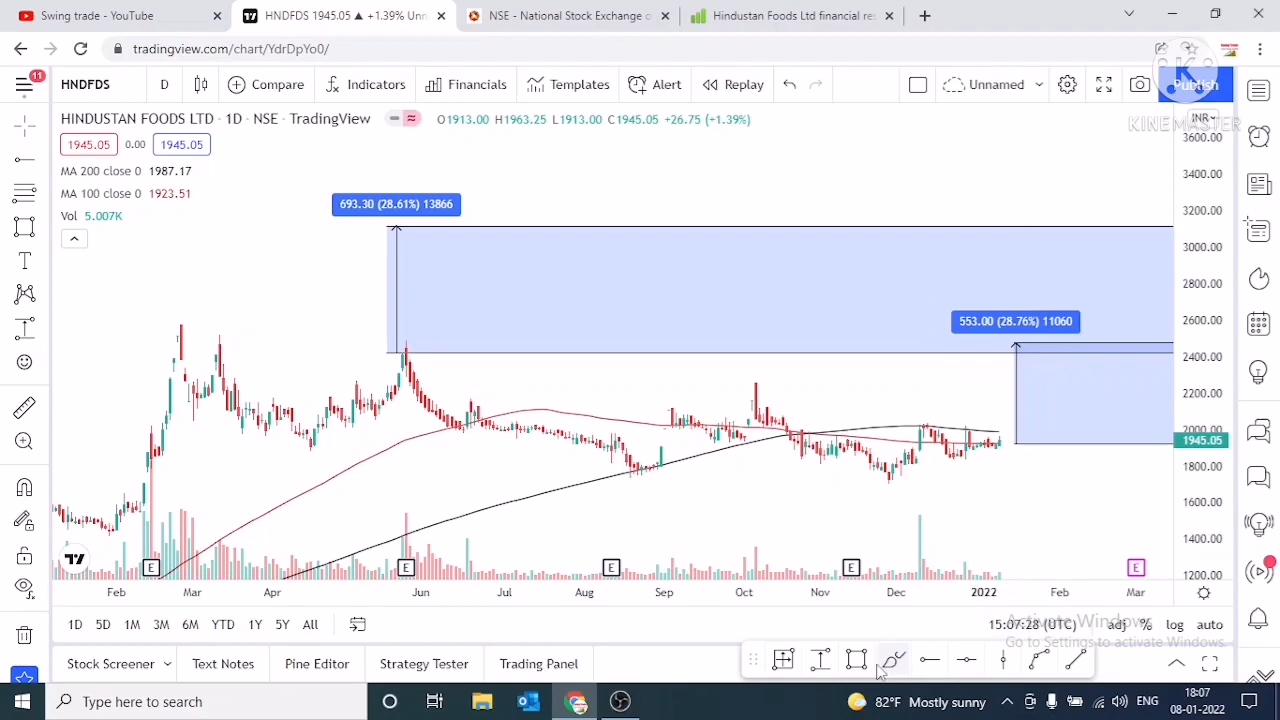 Swing trade - YouTube
HNDFDS 1945.05 ▲ +1.39% Unn
NSE - National Stock Exchange o
Hindustan Foods Ltd financial res
tradingview.com/chart/YdrDpYo0/
11
HNDFDS
D
Compare
Indicators
Financials
Templates
Alert
Replay
Unnamed
Publish
K
KINEMASTER
HINDUSTAN FOODS LTD · 1D · NSE · TradingView
O1913.00 H1963.25 L1913.00 C1945.05 +26.75 (+1.39%)
INR
1945.05 0.00 1945.05
MA 200 close 0 1987.17
MA 100 close 0 1923.51
Vol 5.007K
693.30 (28.61%) 13866
553.00 (28.76%) 11060
3600.00
3400.00
3200.00
3000.00
2800.00
2600.00
2400.00
2200.00
2000.00
1945.05
1800.00
1600.00
1400.00
1200.00
E E E E E
Feb Mar Apr Jun Jul Aug Sep Oct Nov Dec 2022 Feb Mar
1D 5D 1M 3M 6M YTD 1Y 5Y All
15:07:28 (UTC) adj % log auto
Activate Windows
Go to Settings to activate Windows.
Stock Screener Text Notes Pine Editor Strategy Tester Trading Panel
Type here to search
82°F Mostly sunny
ENG
18:07
08-01-2022